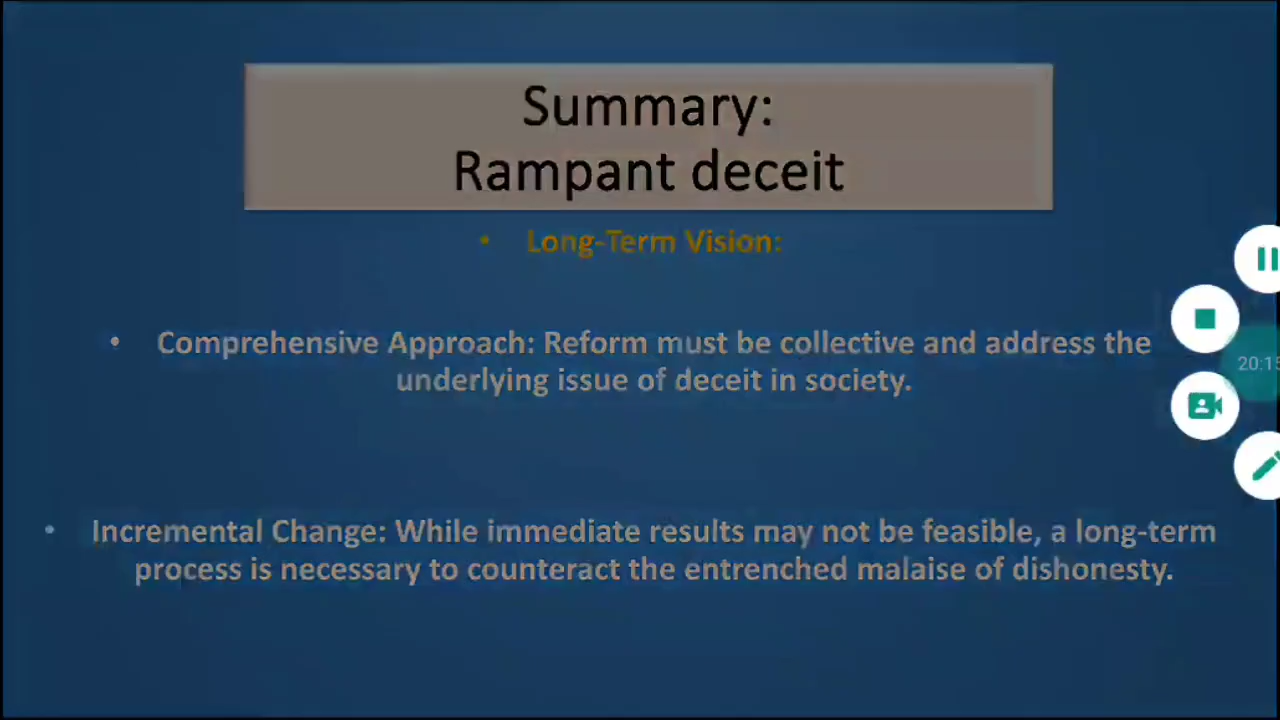 Summary:
Rampant deceit
• Long-Term Vision:
• Comprehensive Approach: Reform must be collective and address the
underlying issue of deceit in society.
• Incremental Change: While immediate results may not be feasible, a long-term
process is necessary to counteract the entrenched malaise of dishonesty.
20:15